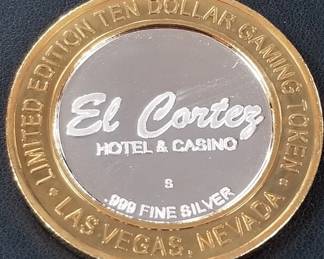 LIMITED EDITION TEN DOLLAR GAMING TOKEN
El Cortez
HOTEL & CASINO
S
.999 FINE SILVER
LAS VEGAS, NEVADA